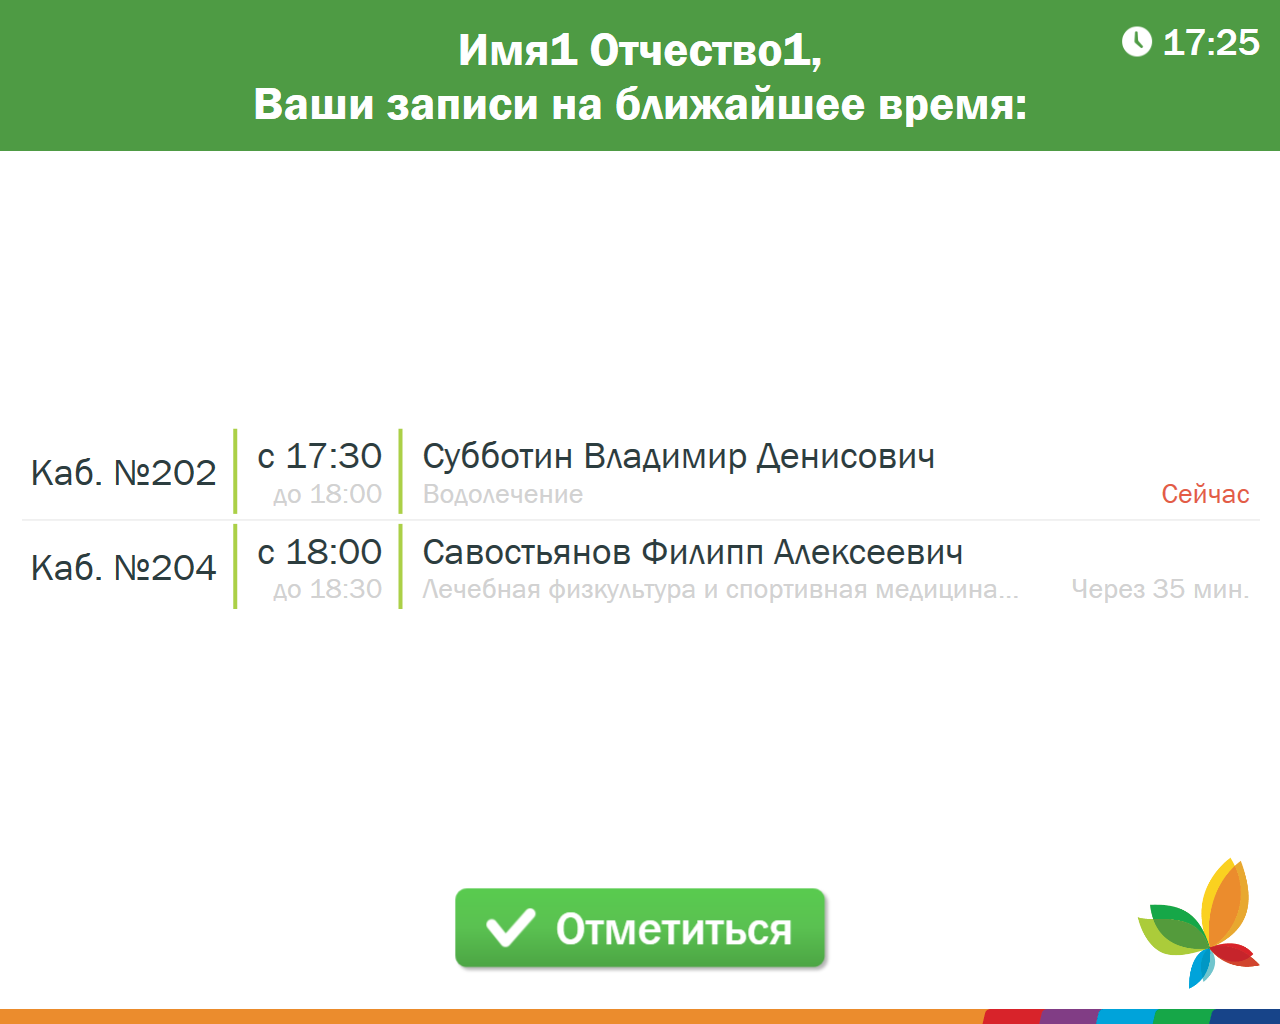 Имя1 Отчество1,
Ваши записи на ближайшее время:
17:25
Каб. №202
с 17:30
до 18:00
Субботин Владимир Денисович
Водолечение
Сейчас
Каб. №204
с 18:00
до 18:30
Савостьянов Филипп Алексеевич
Лечебная физкультура и спортивная медицина...
Через 35 мин.
Отметиться